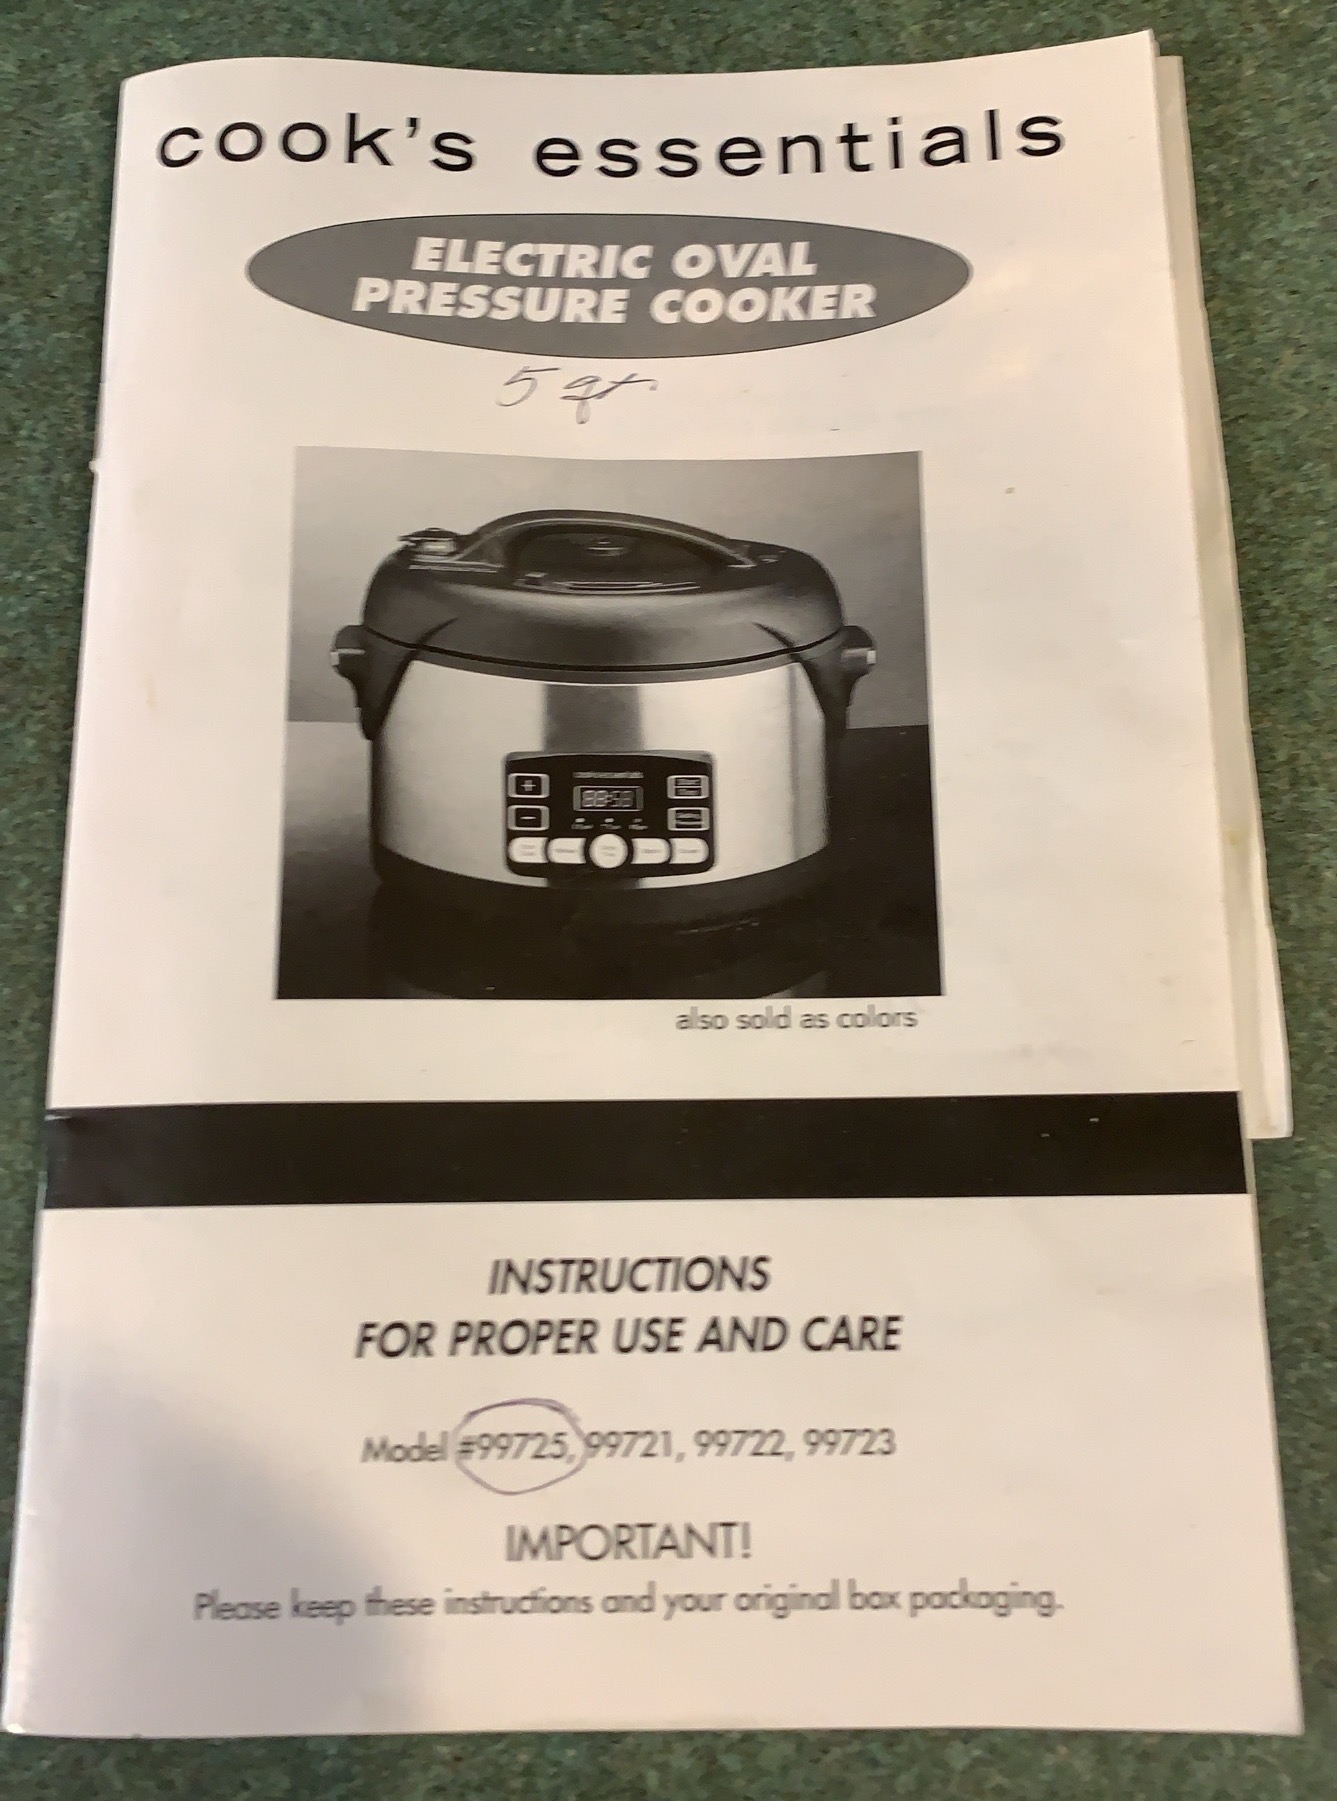 cook's essentials
ELECTRIC OVAL
PRESSURE COOKER
5 qt.
also sold as colors
INSTRUCTIONS
FOR PROPER USE AND CARE
Model #99725, 99721, 99722, 99723
IMPORTANT!
Please keep these instructions and your original box packaging.